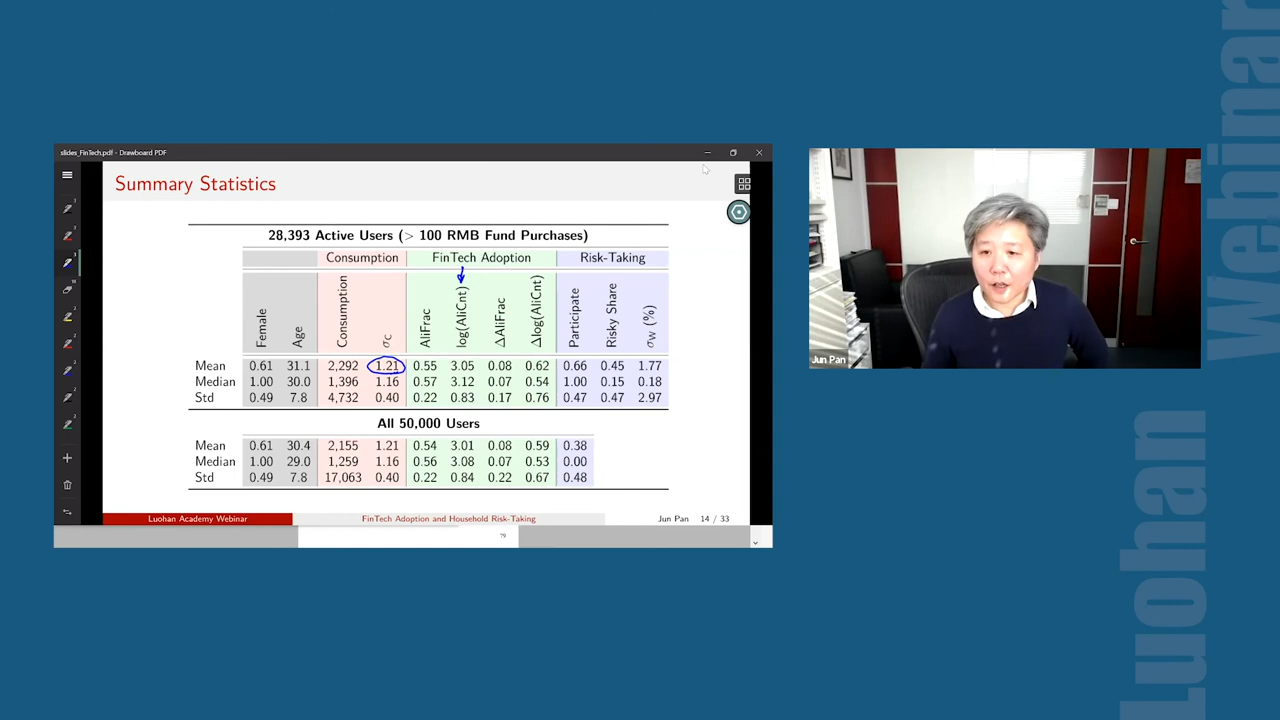 slides_FinTech.pdf - Drawboard PDF
Summary Statistics
28,393 Active Users (> 100 RMB Fund Purchases)
Consumption FinTech Adoption Risk-Taking
Female Age Consumption σC AliFrac log(AliCnt) ΔAliFrac Δlog(AliCnt) Participate Risky Share σW (%)
Mean 0.61 31.1 2,292 1.21 0.55 3.05 0.08 0.62 0.66 0.45 1.77
Median 1.00 30.0 1,396 1.16 0.57 3.12 0.07 0.54 1.00 0.15 0.18
Std 0.49 7.8 4,732 0.40 0.22 0.83 0.17 0.76 0.47 0.47 2.97
All 50,000 Users
Mean 0.61 30.4 2,155 1.21 0.54 3.01 0.08 0.59 0.38
Median 1.00 29.0 1,259 1.16 0.56 3.08 0.07 0.53 0.00
Std 0.49 7.8 17,063 0.40 0.22 0.84 0.22 0.67 0.48
Luohan Academy Webinar FinTech Adoption and Household Risk-Taking Jun Pan 14 / 33
79
Jun Pan
Luohan Webinar